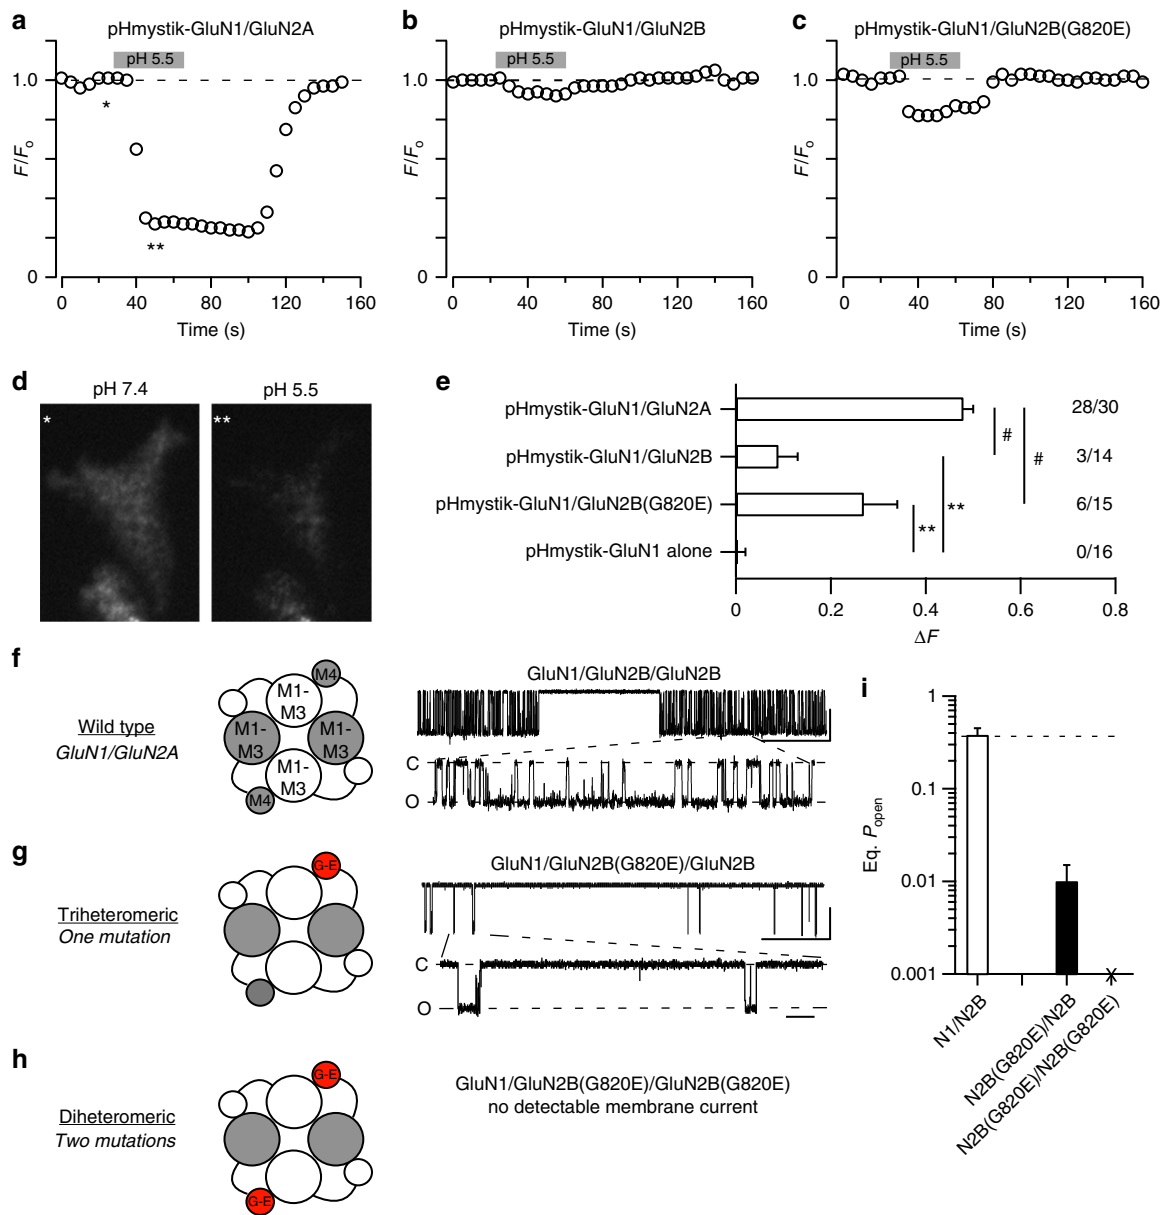 a
pHmystik-GluN1/GluN2A
pH 5.5
1.0
*
**
F/Fo
0
0 40 80 120 160
Time (s)
b
pHmystik-GluN1/GluN2B
pH 5.5
1.0
F/Fo
0
0 40 80 120 160
Time (s)
c
pHmystik-GluN1/GluN2B(G820E)
pH 5.5
1.0
F/Fo
0
0 40 80 120 160
Time (s)
d
pH 7.4
*
pH 5.5
**
e
pHmystik-GluN1/GluN2A
28/30
pHmystik-GluN1/GluN2B
3/14
pHmystik-GluN1/GluN2B(G820E)
6/15
pHmystik-GluN1 alone
0/16
#
#
**
**
0 0.2 0.4 0.6 0.8
ΔF
f
Wild type
GluN1/GluN2A
M4
M1-
M3
M1-
M3
M1-
M3
M1-
M3
M4
GluN1/GluN2B/GluN2B
C
O
g
Triheteromeric
One mutation
G-E
GluN1/GluN2B(G820E)/GluN2B
C
O
h
Diheteromeric
Two mutations
G-E
G-E
GluN1/GluN2B(G820E)/GluN2B(G820E)
no detectable membrane current
i
Eq. Popen
1
0.1
0.01
0.001
N1/N2B
N2B(G820E)/N2B
N2B(G820E)/N2B(G820E)